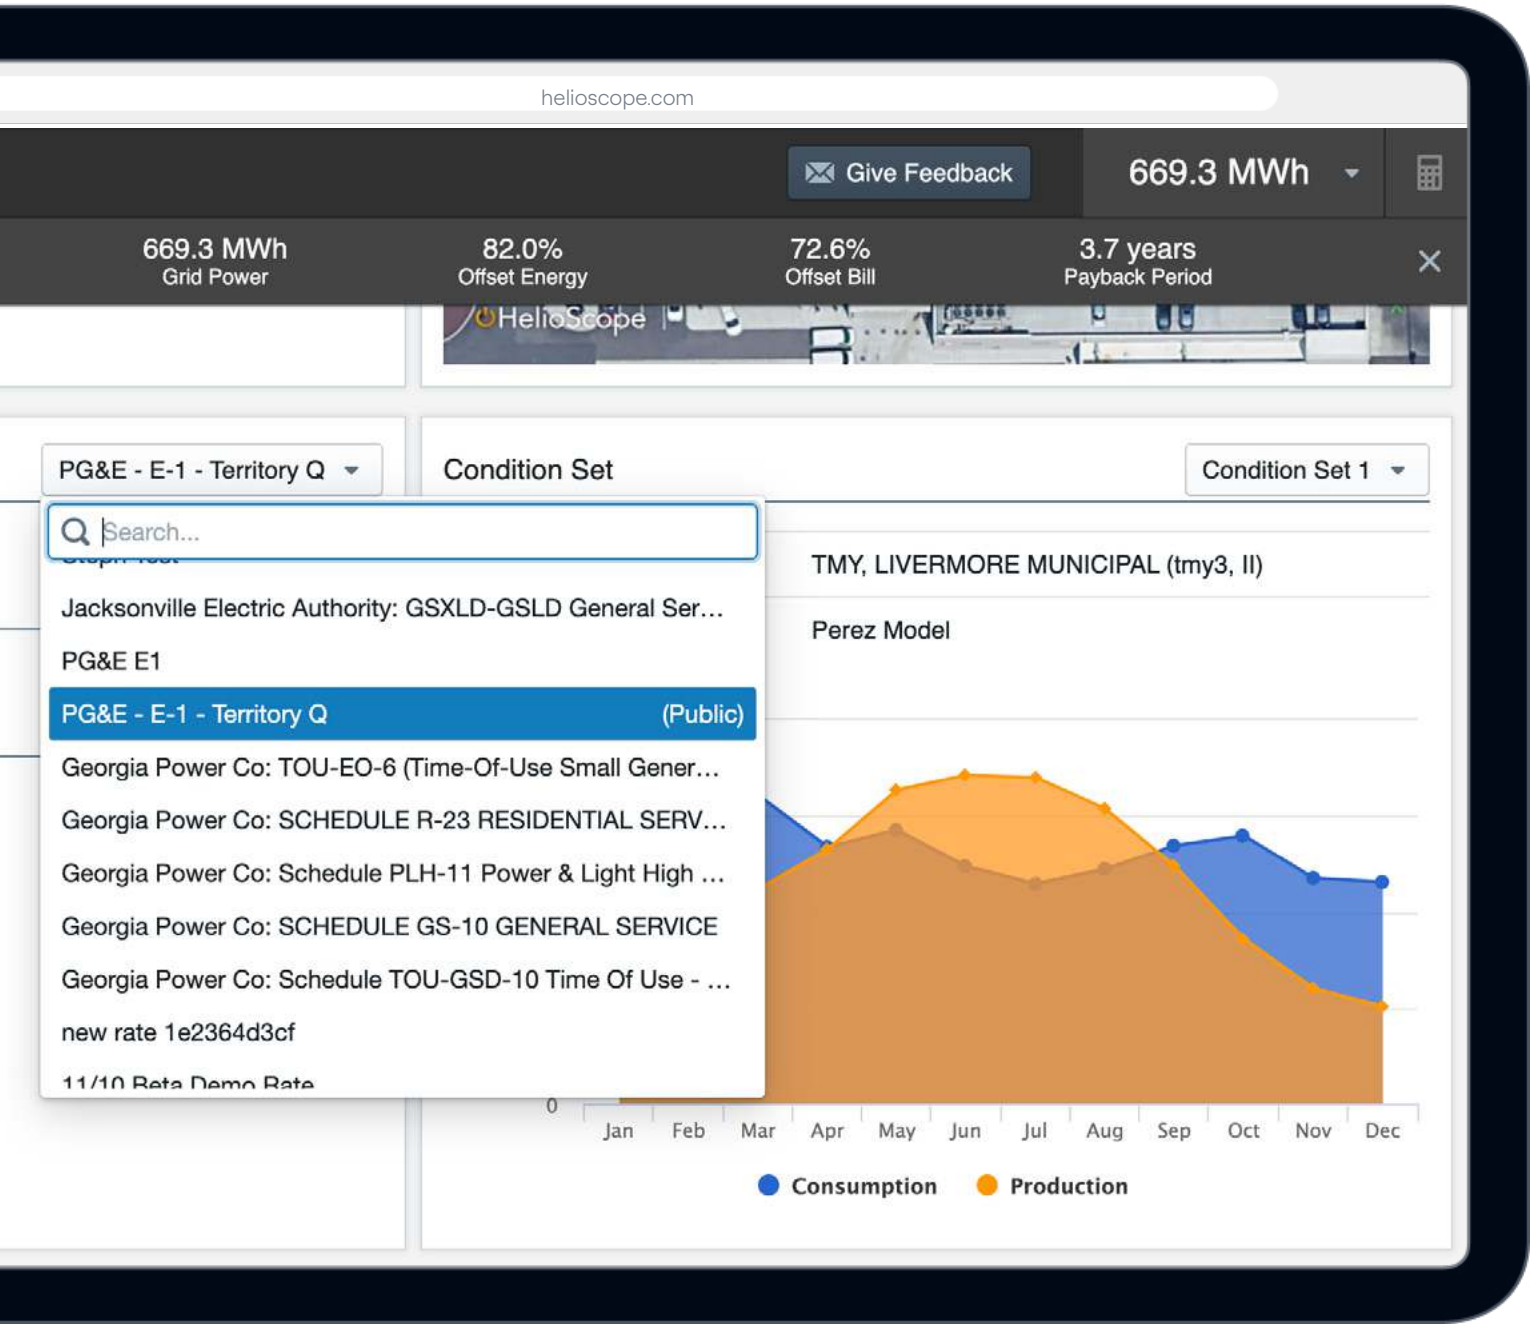 helioscope.com
Give Feedback
669.3 MWh
669.3 MWh
Grid Power
82.0%
Offset Energy
72.6%
Offset Bill
3.7 years
Payback Period
HelioScope
PG&E - E-1 - Territory Q
Condition Set
Condition Set 1
Search...
Steph Test
Jacksonville Electric Authority: GSXLD-GSLD General Ser...
PG&E E1
PG&E - E-1 - Territory Q (Public)
Georgia Power Co: TOU-EO-6 (Time-Of-Use Small Gener...
Georgia Power Co: SCHEDULE R-23 RESIDENTIAL SERV...
Georgia Power Co: Schedule PLH-11 Power & Light High ...
Georgia Power Co: SCHEDULE GS-10 GENERAL SERVICE
Georgia Power Co: Schedule TOU-GSD-10 Time Of Use - ...
new rate 1e2364d3cf
11/10 Beta Demo Rate
TMY, LIVERMORE MUNICIPAL (tmy3, II)
Perez Model
0
Jan Feb Mar Apr May Jun Jul Aug Sep Oct Nov Dec
Consumption Production